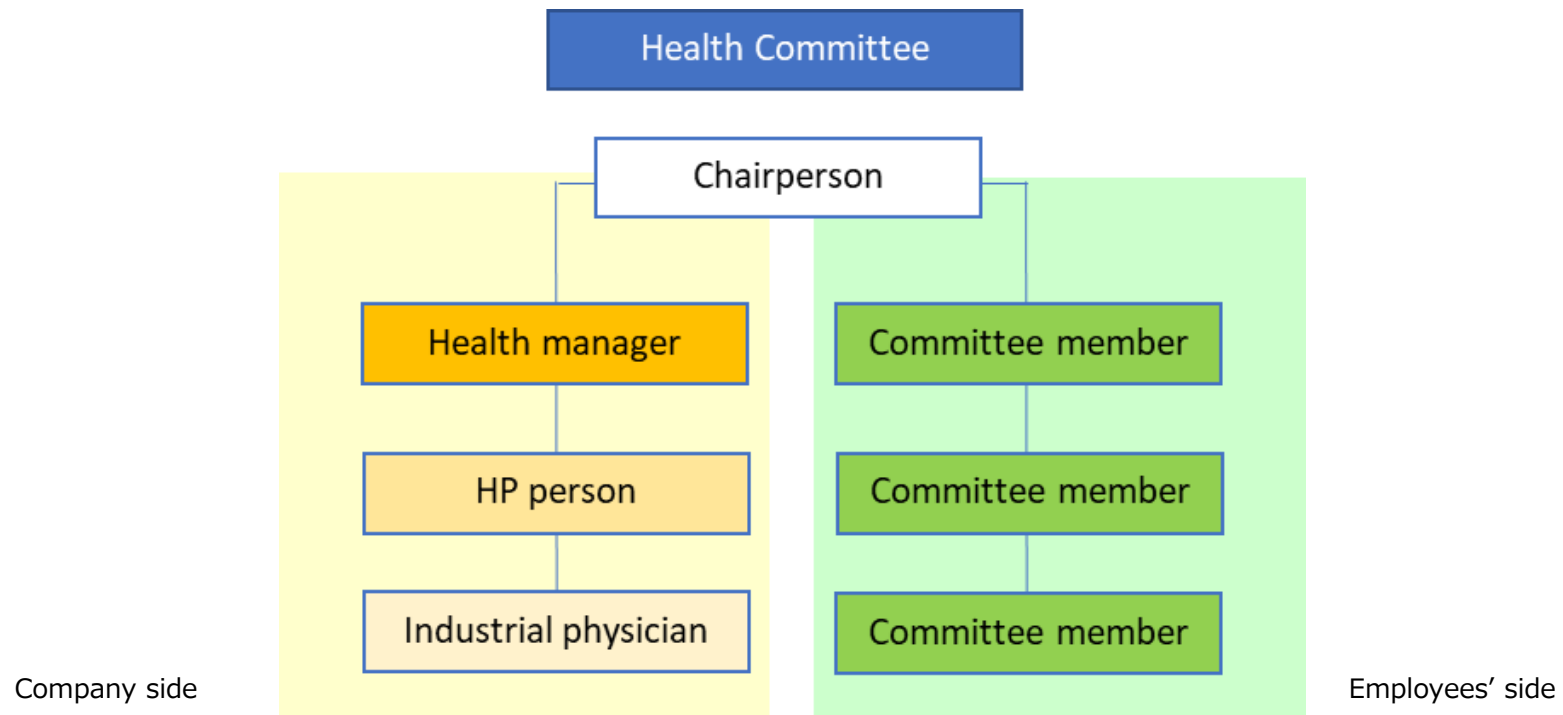 Health Committee
Chairperson
Health manager
HP person
Industrial physician
Company side
Committee member
Committee member
Committee member
Employees’ side